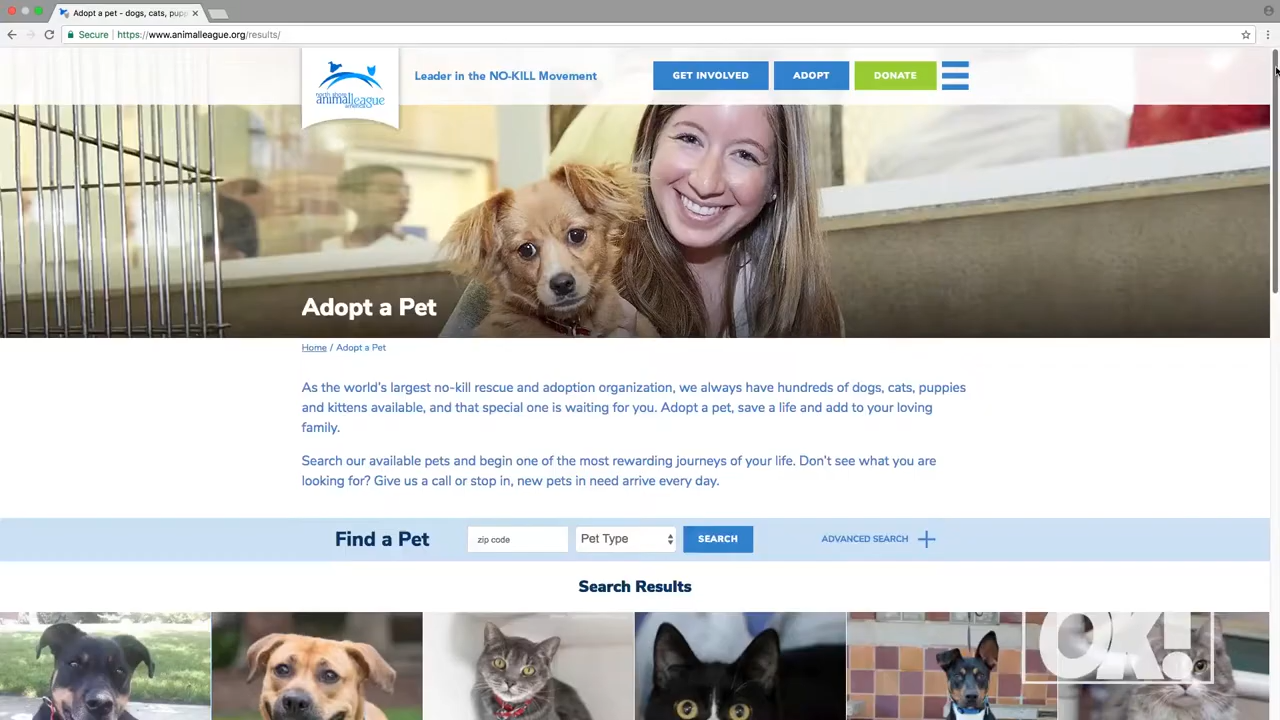 Adopt a pet - dogs, cats, pupp
Secure
https://www.animalleague.org/results/
north shore
animalleague
america
Leader in the NO-KILL Movement
GET INVOLVED
ADOPT
DONATE
Adopt a Pet
Home / Adopt a Pet
As the world's largest no-kill rescue and adoption organization, we always have hundreds of dogs, cats, puppies
and kittens available, and that special one is waiting for you. Adopt a pet, save a life and add to your loving
family.
Search our available pets and begin one of the most rewarding journeys of your life. Don't see what you are
looking for? Give us a call or stop in, new pets in need arrive every day.
Find a Pet
zip code
Pet Type
SEARCH
ADVANCED SEARCH
Search Results
OK!